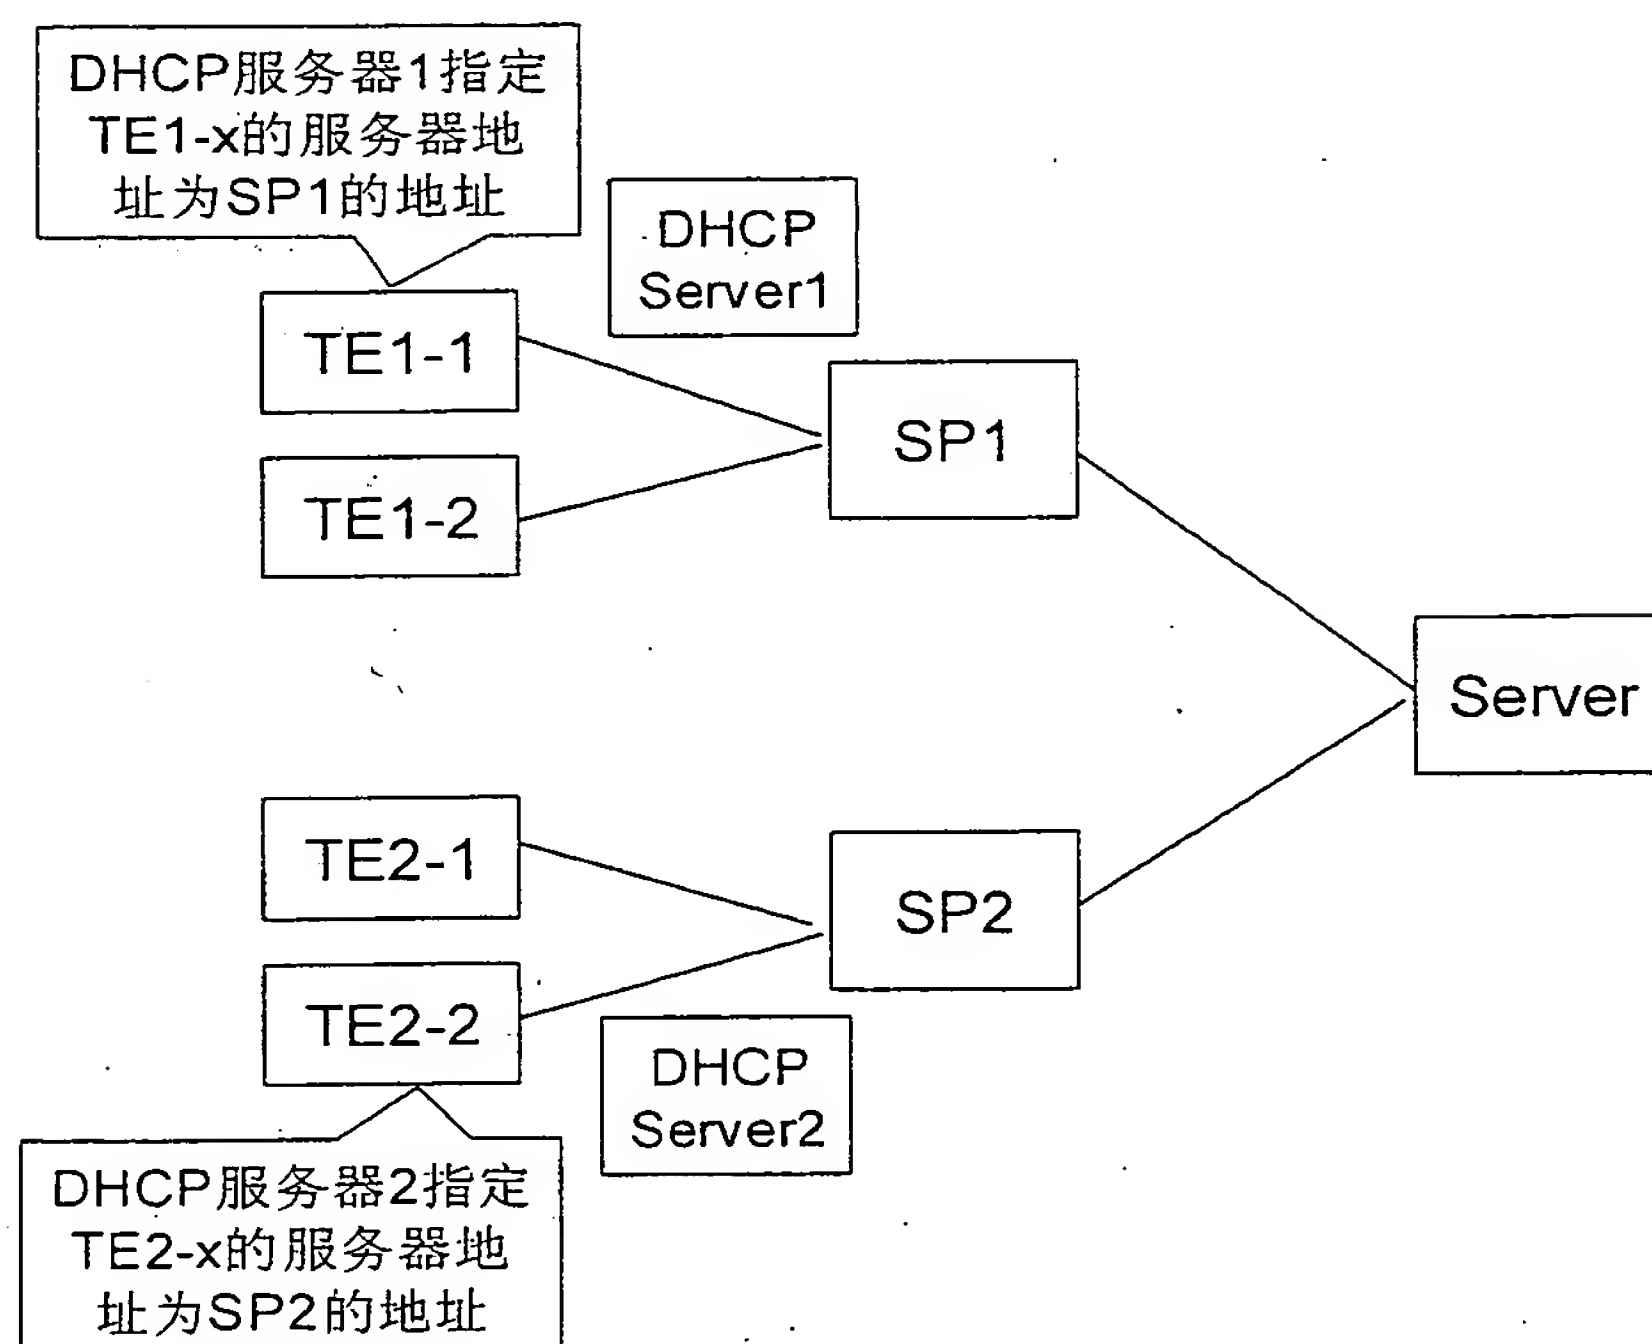 DHCP服务器1指定
TE1-x的服务器地
址为SP1的地址
DHCP
Server1
TE1-1
SP1
TE1-2
Server
TE2-1
SP2
TE2-2
DHCP
Server2
DHCP服务器2指定
TE2-x的服务器地
址为SP2的地址